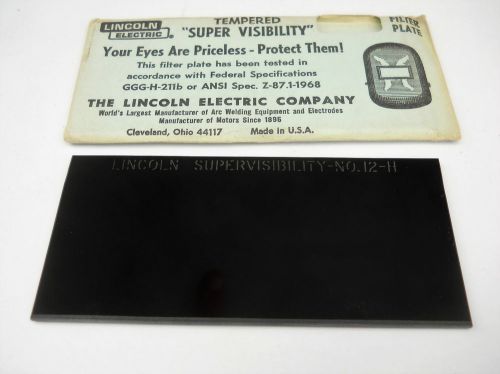 LINCOLN
ELECTRIC
TEMPERED
"SUPER VISIBILITY"
FILTER
PLATE
Your Eyes Are Priceless - Protect Them!
This filter plate has been tested in
accordance with Federal Specifications
GGG-H-211b or ANSI Spec. Z-87.1-1968
THE LINCOLN ELECTRIC COMPANY
World's Largest Manufacturer of Arc Welding Equipment and Electrodes
Manufacturer of Motors Since 1896
Cleveland, Ohio 44117 Made in U.S.A.
LINCOLN SUPERVISIBILITY-NO.12-H